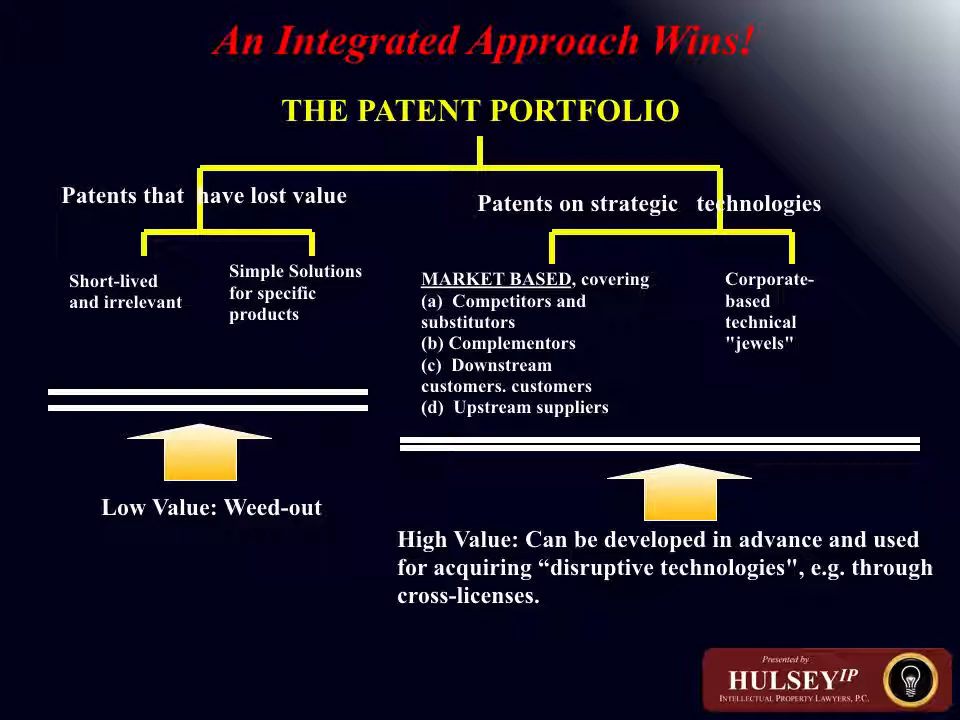 An Integrated Approach Wins!
THE PATENT PORTFOLIO
Patents that  have lost value
Patents on strategic   technologies
Short-lived
and irrelevant
Simple Solutions
for specific
products
MARKET BASED, covering
(a)  Competitors and
substitutors
(b) Complementors
(c)  Downstream
customers. customers
(d)  Upstream suppliers
Corporate-
based
technical
"jewels"
Low Value: Weed-out
High Value: Can be developed in advance and used
for acquiring “disruptive technologies", e.g. through
cross-licenses.
Presented by
HULSEY IP
INTELLECTUAL PROPERTY LAWYERS, P.C.